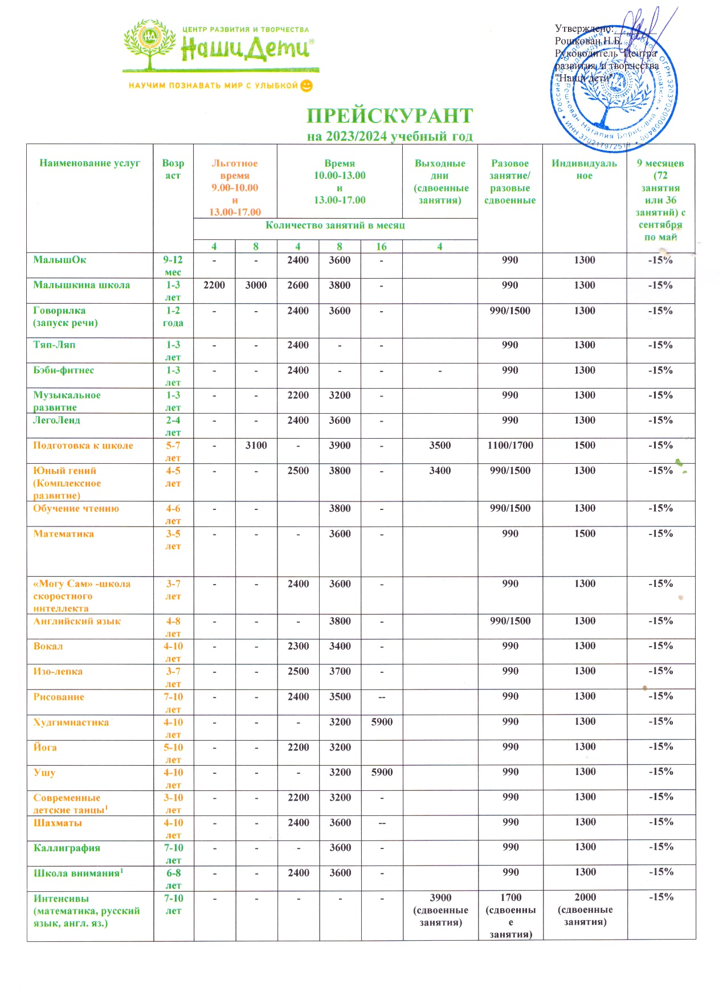 ЦЕНТР РАЗВИТИЯ И ТВОРЧЕСТВА
НД
Наши Дети®
НАУЧИМ ПОЗНАВАТЬ МИР С УЛЫБКОЙ
Утверждено:
Рошкован Н.Б.
Руководитель "Центра
развития и творчества
"Наши дети"
ОГРН 320370200008400
ИНН 370217972519
Рошкован Наталия Борисовна
ПРЕЙСКУРАНТ
на 2023/2024 учебный год
Наименование услуг
Возр
аст
Льготное
время
9.00-10.00
и
13.00-17.00
Время
10.00-13.00
и
13.00-17.00
Выходные
дни
(сдвоенные
занятия)
Разовое
занятие/
разовые
сдвоенные
Индивидуаль
ное
9 месяцев
(72
занятия
или 36
занятий) с
сентября
по май
Количество занятий в месяц
4 8 4 8 16 4
МалышОк 9-12 - - 2400 3600 - 990 1300 -15%
мес
Малышкина школа 1-3 2200 3000 2600 3800 - 990 1300 -15%
лет
Говорилка 1-2 - - 2400 3600 - 990/1500 1300 -15%
(запуск речи) года
Тяп-Ляп 1-3 - - 2400 - - 990 1300 -15%
лет
Бэби-фитнес 1-3 - - 2400 - - - 990 1300 -15%
лет
Музыкальное 1-3 - - 2200 3200 - 990 1300 -15%
развитие лет
ЛегоЛенд 2-4 - - 2400 3600 - 990 1300 -15%
лет
Подготовка к школе 5-7 - 3100 - 3900 - 3500 1100/1700 1500 -15%
лет
Юный гений 4-5 - - 2500 3800 - 3400 990/1500 1300 -15%
(Комплексное лет
развитие)
Обучение чтению 4-6 - - 3800 - 990/1500 1300 -15%
лет
Математика 3-5 - - - 3600 - 990 1500 -15%
лет
«Могу Сам» -школа 3-7 - - 2400 3600 - 990 1300 -15%
скоростного лет
интеллекта
Английский язык 4-8 - - - 3800 - 990/1500 1300 -15%
лет
Вокал 4-10 - - 2300 3400 - 990 1300 -15%
лет
Изо-лепка 3-7 - - 2500 3700 - 990 1300 -15%
лет
Рисование 7-10 - - 2400 3500 -- 990 1300 -15%
лет
Худгимнастика 4-10 - - - 3200 5900 990 1300 -15%
лет
Йога 5-10 - - 2200 3200 990 1300 -15%
лет
Ушу 4-10 - - - 3200 5900 990 1300 -15%
лет
Современные 3-10 - - 2200 3200 - 990 1300 -15%
детские танцы¹ лет
Шахматы 4-10 - - 2400 3600 -- 990 1300 -15%
лет
Каллиграфия 7-10 - - - 3600 - 990 1300 -15%
лет
Школа внимания¹ 6-8 - - 2400 3600 - 990 1300 -15%
лет
Интенсивы 7-10 - - - - - 3900 1700 2000 -15%
(математика, русский лет (сдвоенные (сдвоенны (сдвоенные
язык, англ. яз.) занятия) е занятия)
занятия)